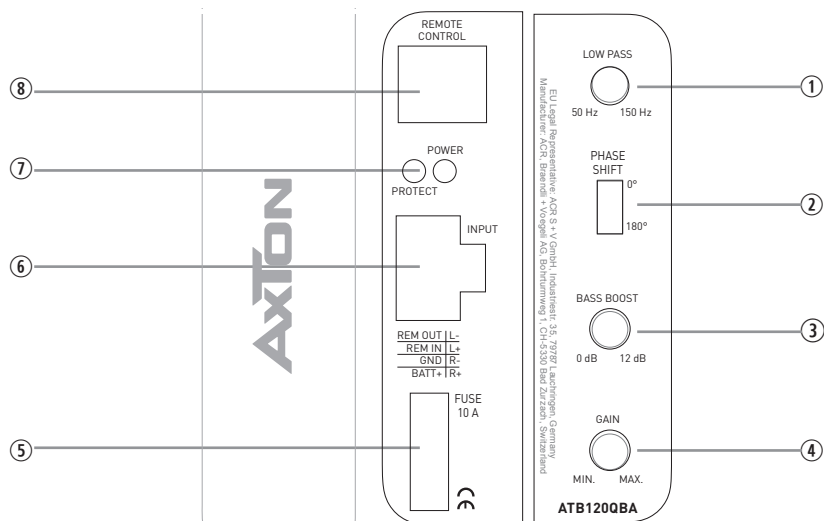 REMOTE
CONTROL
POWER
PROTECT
INPUT
REM OUT L-
REM IN L+
GND R-
BATT+ R+
FUSE
10 A
CE
AXTON
EU Legal Representative: ACR S + V GmbH, Industriestr. 35, 79787 Lauchringen, Germany
Manufacturer: ACR, Braendli + Voegeli AG, Bohrturmweg 1, CH-5330 Bad Zurzach, Switzerland
LOW PASS
50 Hz 150 Hz
PHASE
SHIFT
0°
180°
BASS BOOST
0 dB 12 dB
GAIN
MIN. MAX.
ATB120QBA
1
2
3
4
5
6
7
8